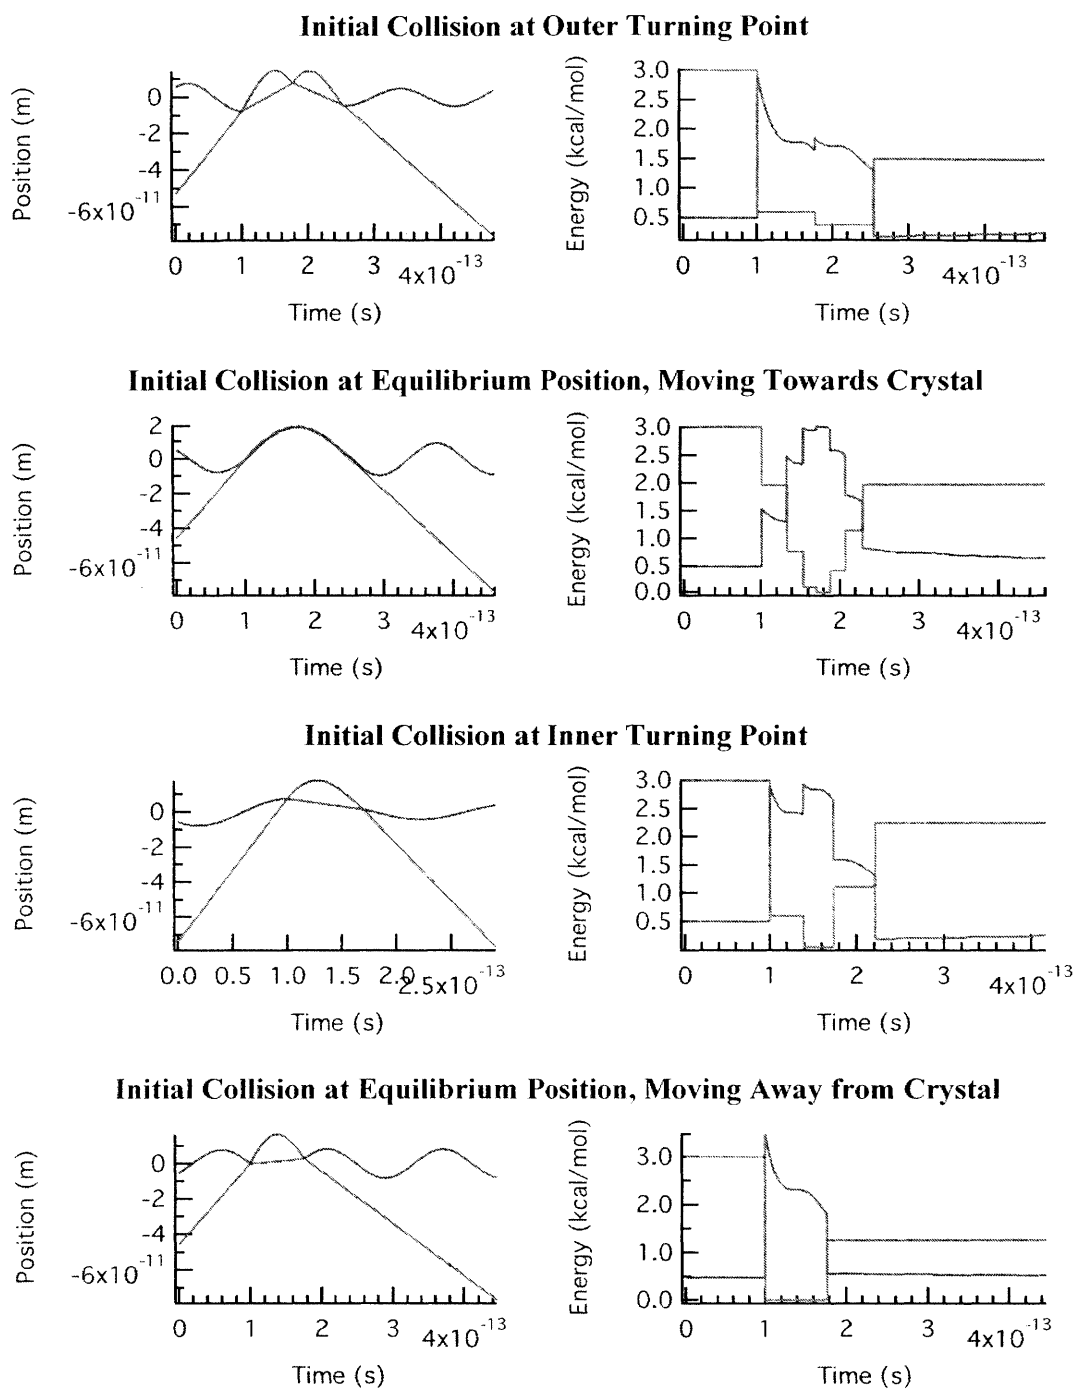 Initial Collision at Outer Turning Point
Position (m)
0
-2
-4
-6x10-11
0 1 2 3 4x10-13
Time (s)
Energy (kcal/mol)
3.0
2.5
2.0
1.5
1.0
0.5
0 1 2 3 4x10-13
Time (s)
Initial Collision at Equilibrium Position, Moving Towards Crystal
Position (m)
2
0
-2
-4
-6x10-11
0 1 2 3 4x10-13
Time (s)
Energy (kcal/mol)
3.0
2.5
2.0
1.5
1.0
0.5
0.0
0 1 2 3 4x10-13
Time (s)
Initial Collision at Inner Turning Point
Position (m)
0
-2
-4
-6x10-11
0.0 0.5 1.0 1.5 2.0 2.5x10-13
Time (s)
Energy (kcal/mol)
3.0
2.5
2.0
1.5
1.0
0.5
0 1 2 3 4x10-13
Time (s)
Initial Collision at Equilibrium Position, Moving Away from Crystal
Position (m)
0
-2
-4
-6x10-11
0 1 2 3 4x10-13
Time (s)
Energy (kcal/mol)
3.0
2.0
1.0
0.0
0 1 2 3 4x10-13
Time (s)